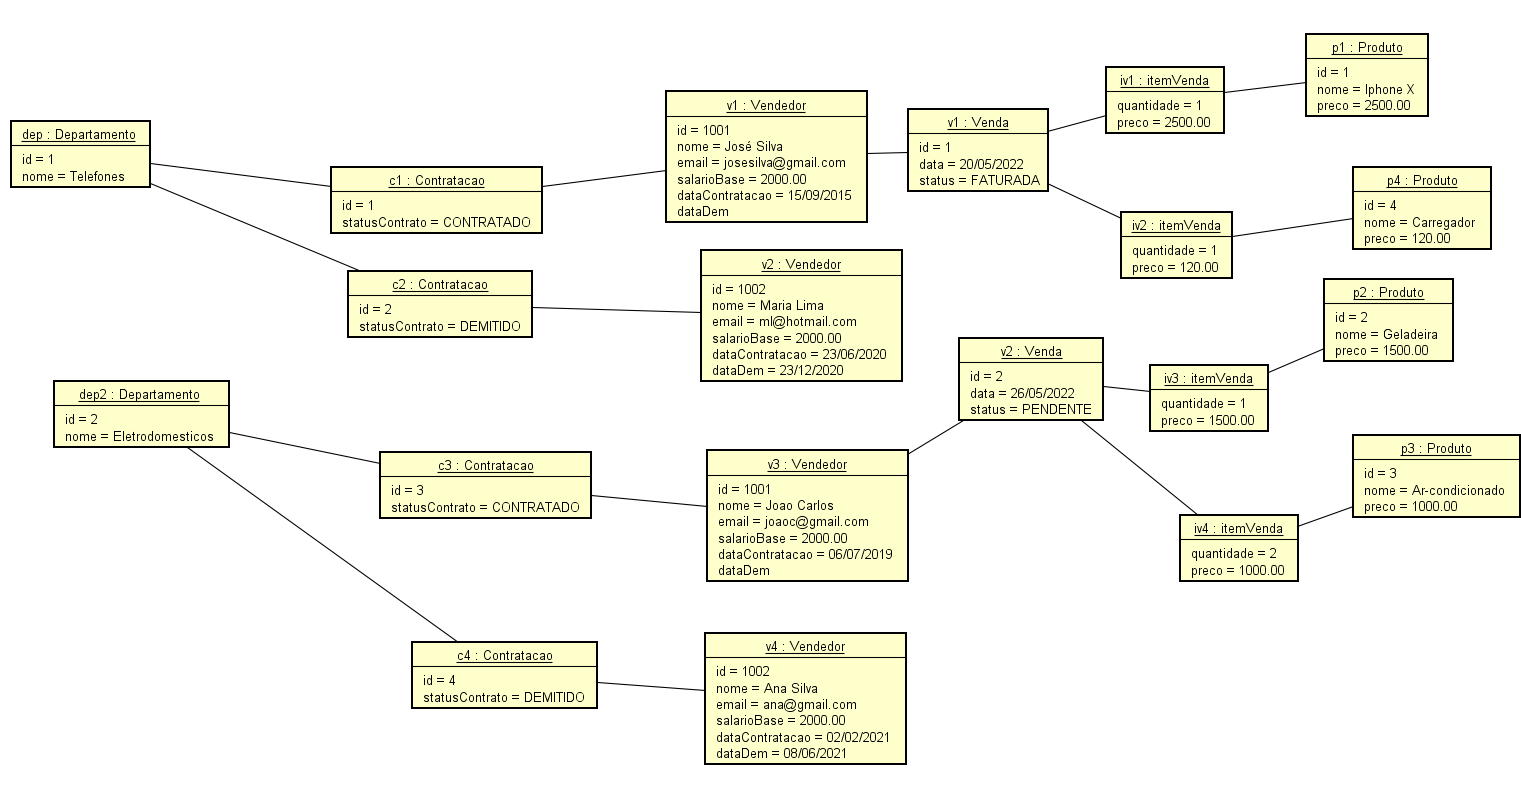 dep : Departamento
id = 1
nome = Telefones
c1 : Contratacao
id = 1
statusContrato = CONTRATADO
v1 : Vendedor
id = 1001
nome = José Silva
email = josesilva@gmail.com
salarioBase = 2000.00
dataContratacao = 15/09/2015
dataDem
v1 : Venda
id = 1
data = 20/05/2022
status = FATURADA
iv1 : itemVenda
quantidade = 1
preco = 2500.00
p1 : Produto
id = 1
nome = Iphone X
preco = 2500.00
iv2 : itemVenda
quantidade = 1
preco = 120.00
p4 : Produto
id = 4
nome = Carregador
preco = 120.00
c2 : Contratacao
id = 2
statusContrato = DEMITIDO
v2 : Vendedor
id = 1002
nome = Maria Lima
email = ml@hotmail.com
salarioBase = 2000.00
dataContratacao = 23/06/2020
dataDem = 23/12/2020
dep2 : Departamento
id = 2
nome = Eletrodomesticos
c3 : Contratacao
id = 3
statusContrato = CONTRATADO
v3 : Vendedor
id = 1001
nome = Joao Carlos
email = joaoc@gmail.com
salarioBase = 2000.00
dataContratacao = 06/07/2019
dataDem
v2 : Venda
id = 2
data = 26/05/2022
status = PENDENTE
iv3 : itemVenda
quantidade = 1
preco = 1500.00
p2 : Produto
id = 2
nome = Geladeira
preco = 1500.00
iv4 : itemVenda
quantidade = 2
preco = 1000.00
p3 : Produto
id = 3
nome = Ar-condicionado
preco = 1000.00
c4 : Contratacao
id = 4
statusContrato = DEMITIDO
v4 : Vendedor
id = 1002
nome = Ana Silva
email = ana@gmail.com
salarioBase = 2000.00
dataContratacao = 02/02/2021
dataDem = 08/06/2021